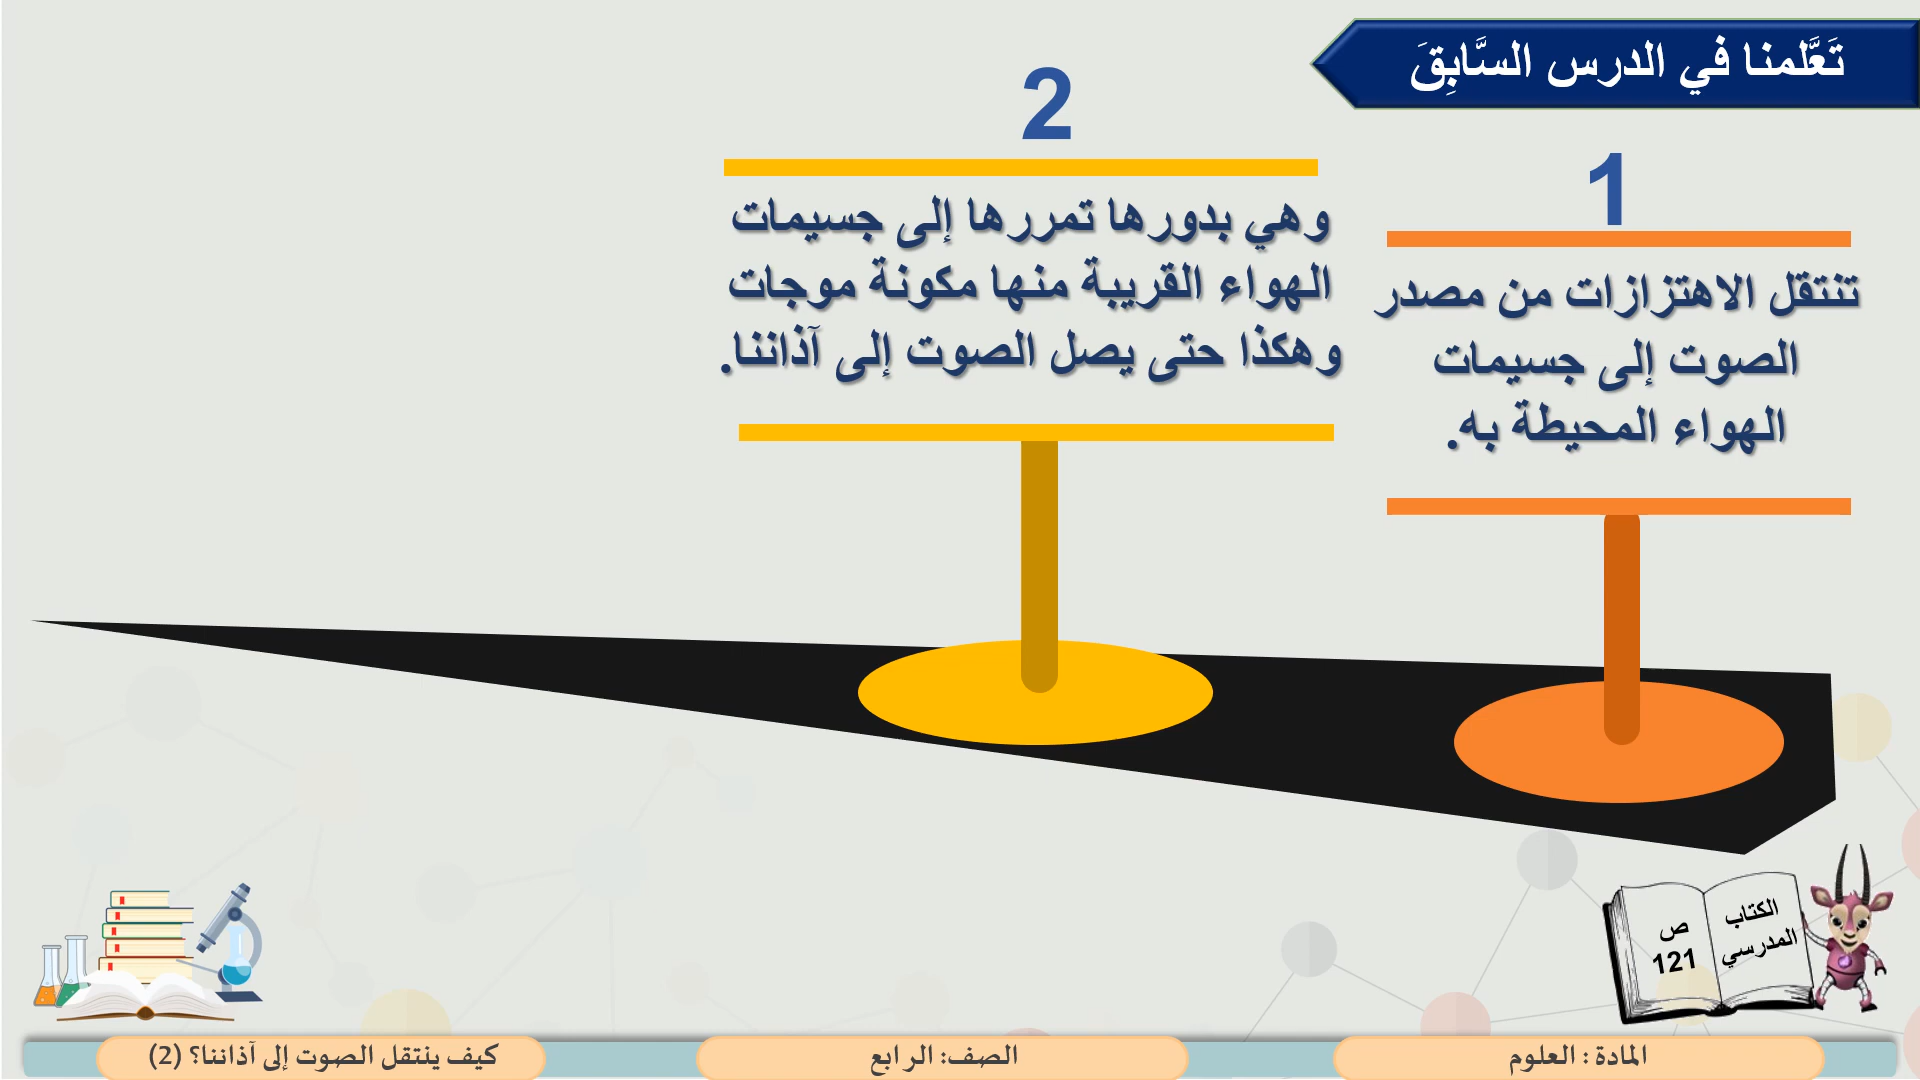 تَعَّلمنا في الدرس السَّابِقَ
1
تنتقل الاهتزازات من مصدر
الصوت إلى جسيمات
الهواء المحيطة به.
2
وهي بدورها تمررها إلى جسيمات
الهواء القريبة منها مكونة موجات
وهكذا حتى يصل الصوت إلى آذاننا.
الكتاب
المدرسي
ص
121
المادة : العلوم
الصف: الرابع
كيف ينتقل الصوت إلى آذاننا؟ (2)